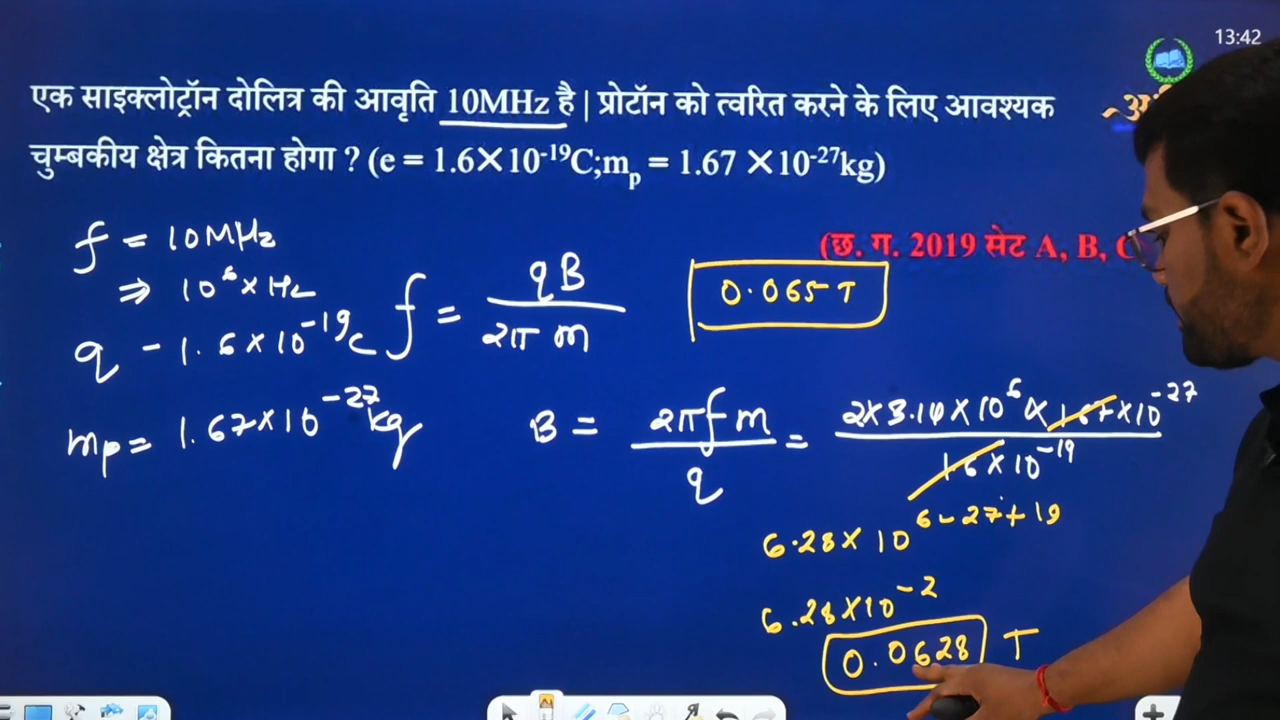 13:42
एक साइक्लोट्रॉन दोलित्र की आवृति 10MHz है | प्रोटॉन को त्वरित करने के लिए आवश्यक
चुम्बकीय क्षेत्र कितना होगा ? (e = 1.6×10⁻¹⁹C;mₚ = 1.67 ×10⁻²⁷kg)
(छ. ग. 2019 सेट A, B, C
f = 10MHz
⇒ 10⁶ × Hz
q - 1.6×10⁻¹⁹C
mp = 1.67×10⁻²⁷kg
f = qB / 2π m
0.065 T
B = 2πfm / q = 2×3.14×10⁶×1.67×10⁻²⁷ / 1.6×10⁻¹⁹
6.28×10⁶⁻²⁷⁺¹⁹
6.28×10⁻²
0.0628 T